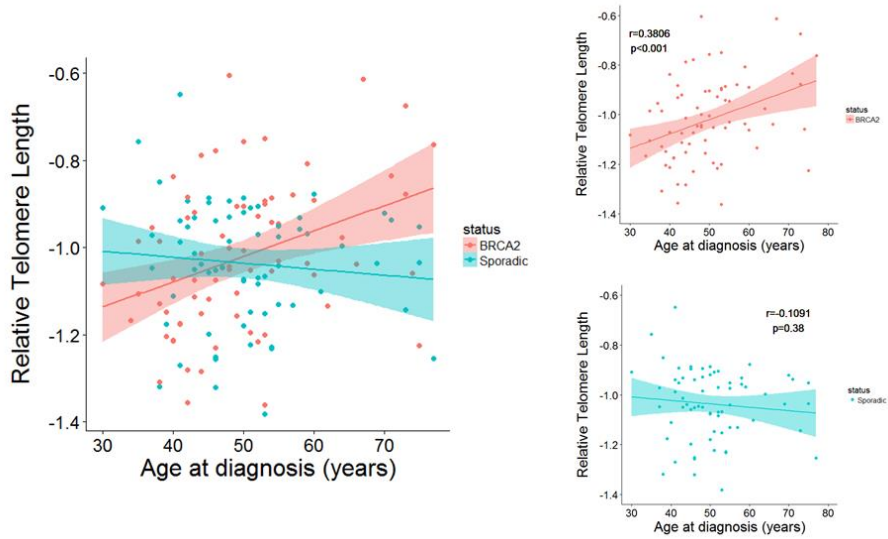 -0.6
-0.8
-1.0
-1.2
-1.4
30 40 50 60 70
Relative Telomere Length
Age at diagnosis (years)
status
BRCA2
Sporadic
-0.6
-0.8
-1.0
-1.2
-1.4
30 40 50 60 70 80
Relative Telomere Length
Age at diagnosis (years)
r=0.3806
p<0.001
status
BRCA2
-0.6
-0.8
-1.0
-1.2
-1.4
30 40 50 60 70 80
Relative Telomere Length
Age at diagnosis (years)
r=-0.1091
p=0.38
status
Sporadic